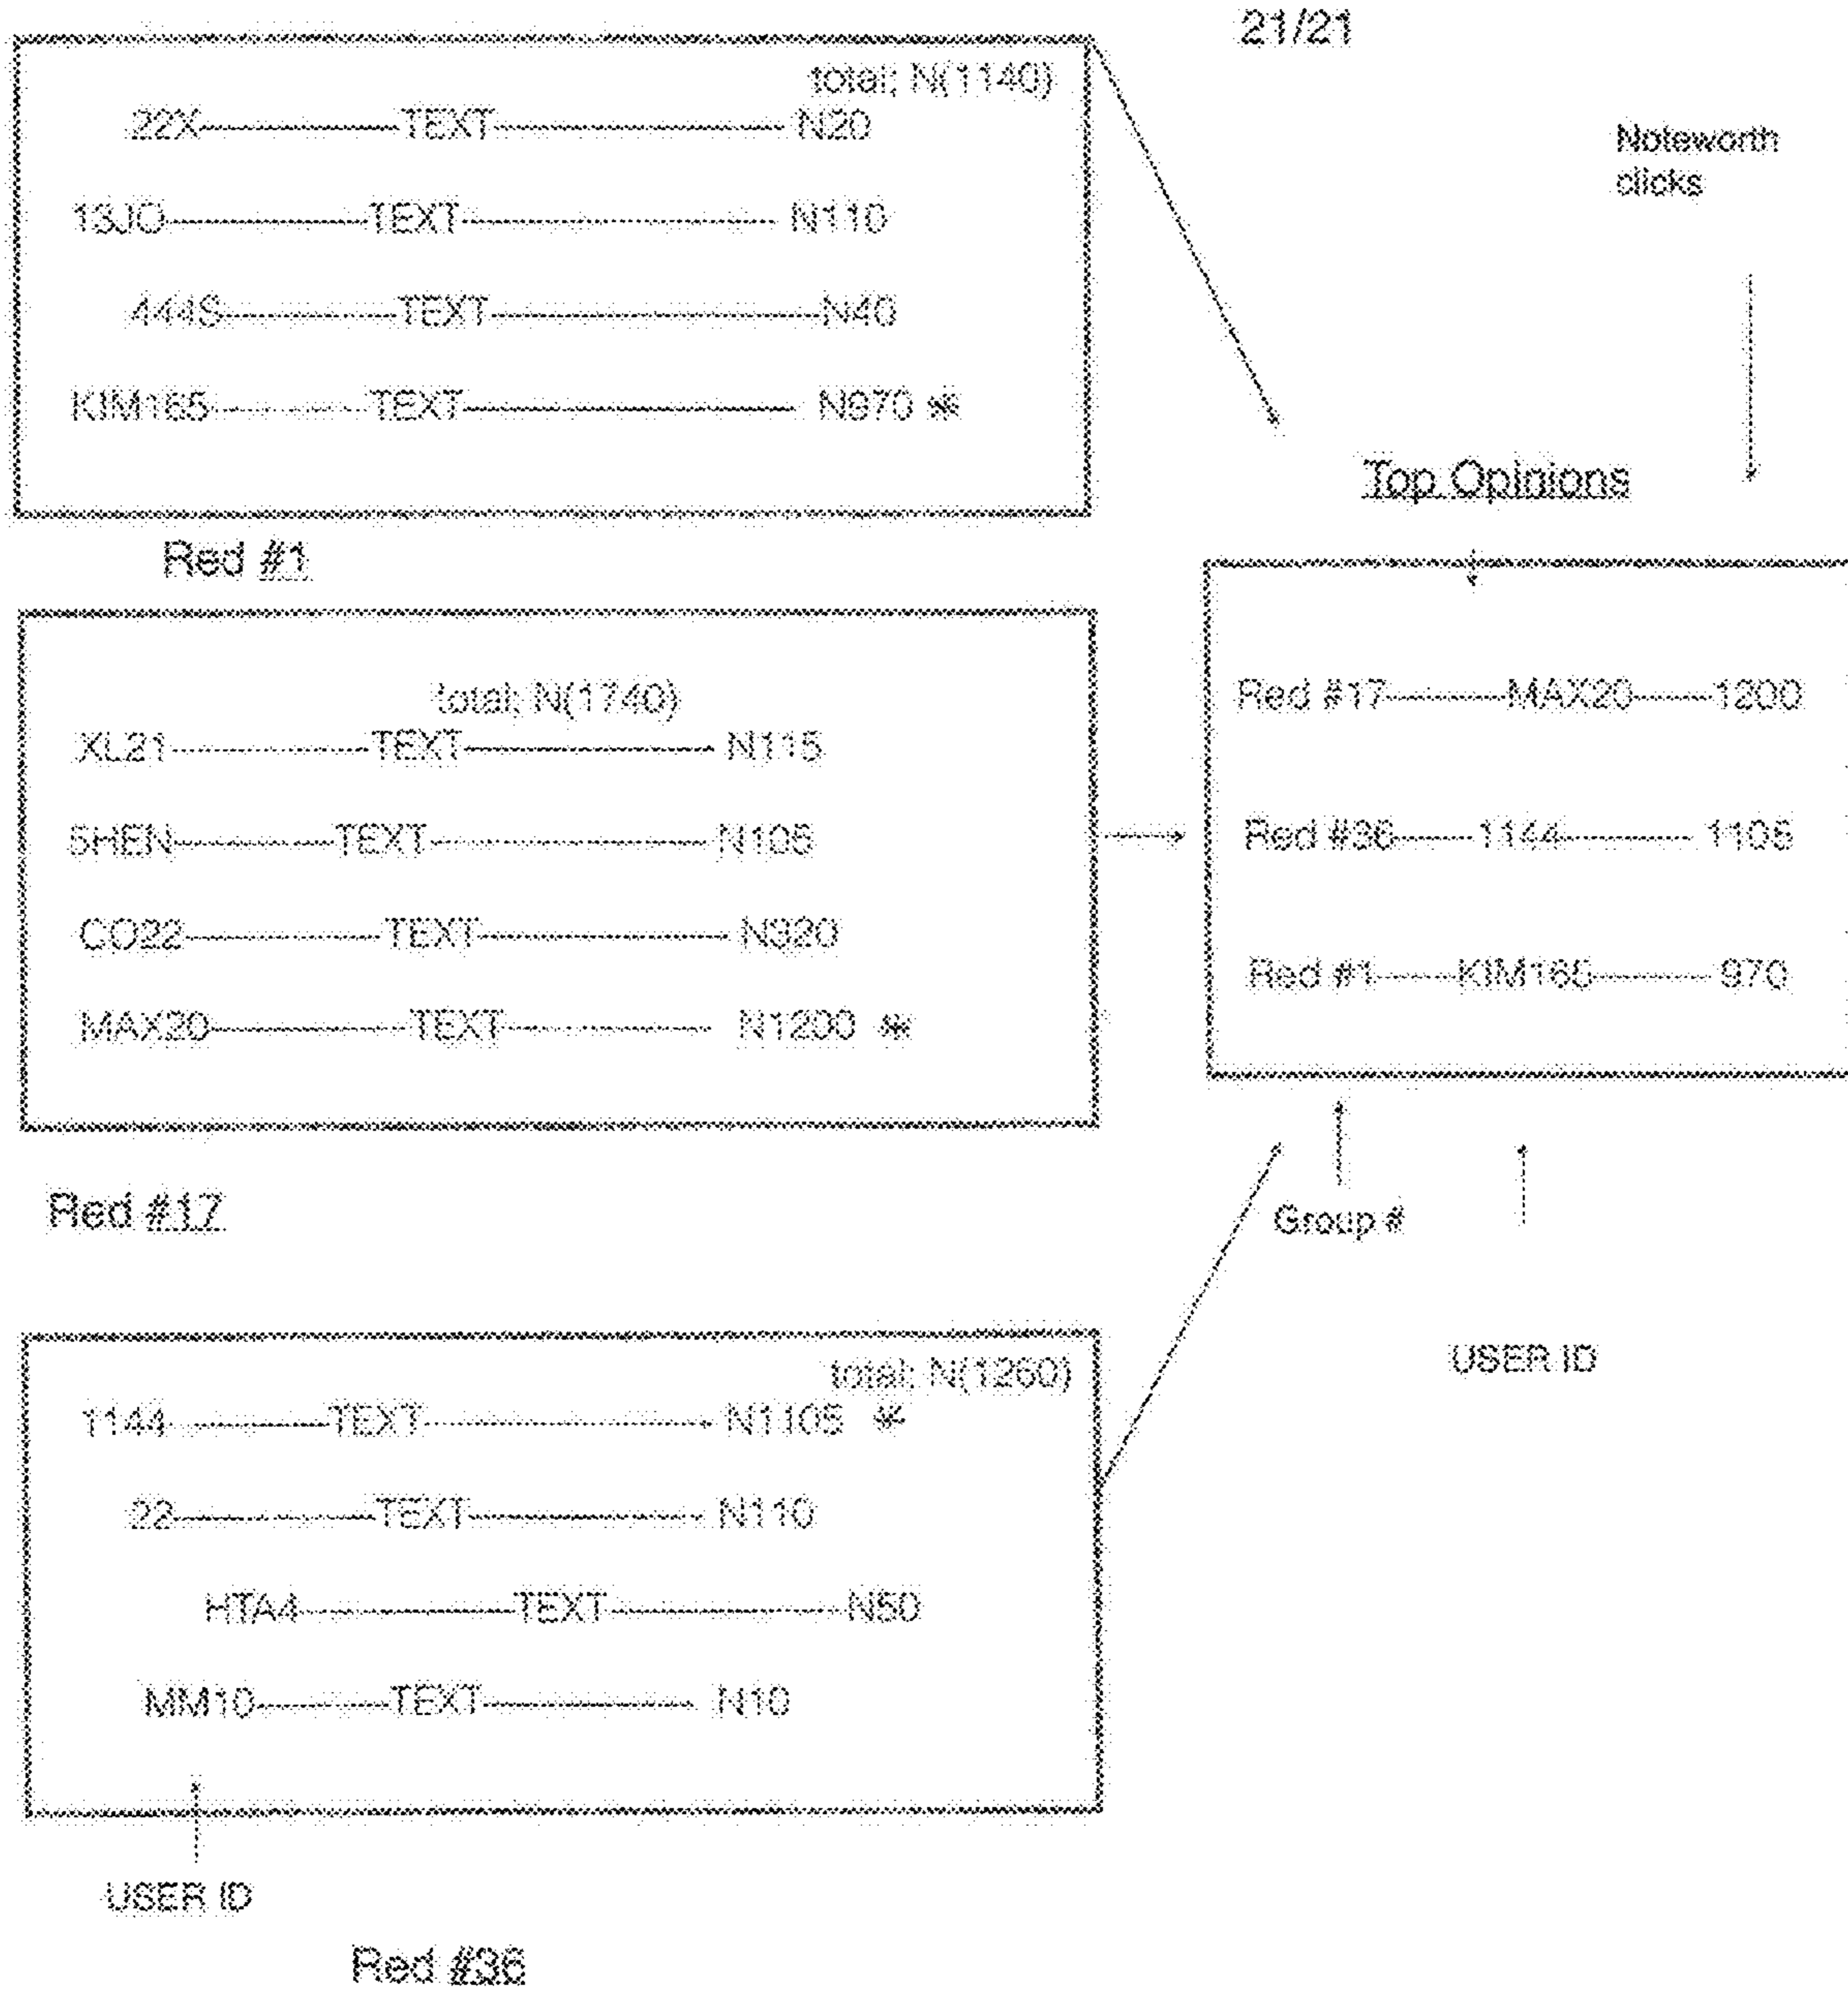 21/21
total; N(1140)
22X TEXT N20
13JO TEXT N110
444S TEXT N40
KIM165 TEXT N970 *
Red #1
total; N(1740)
XL21 TEXT N115
5HEN TEXT N105
CO22 TEXT N320
MAX20 TEXT N1200 *
Red #17
total; N(1260)
1144 TEXT N1105 *
22 TEXT N110
HTA4 TEXT N50
MM10 TEXT N10
USER ID
Red #36
Noteworth
clicks
Top Opinions
Red #17 MAX20 1200
Red #36 1144 1105
Red #1 KIM165 970
Group #
USER ID